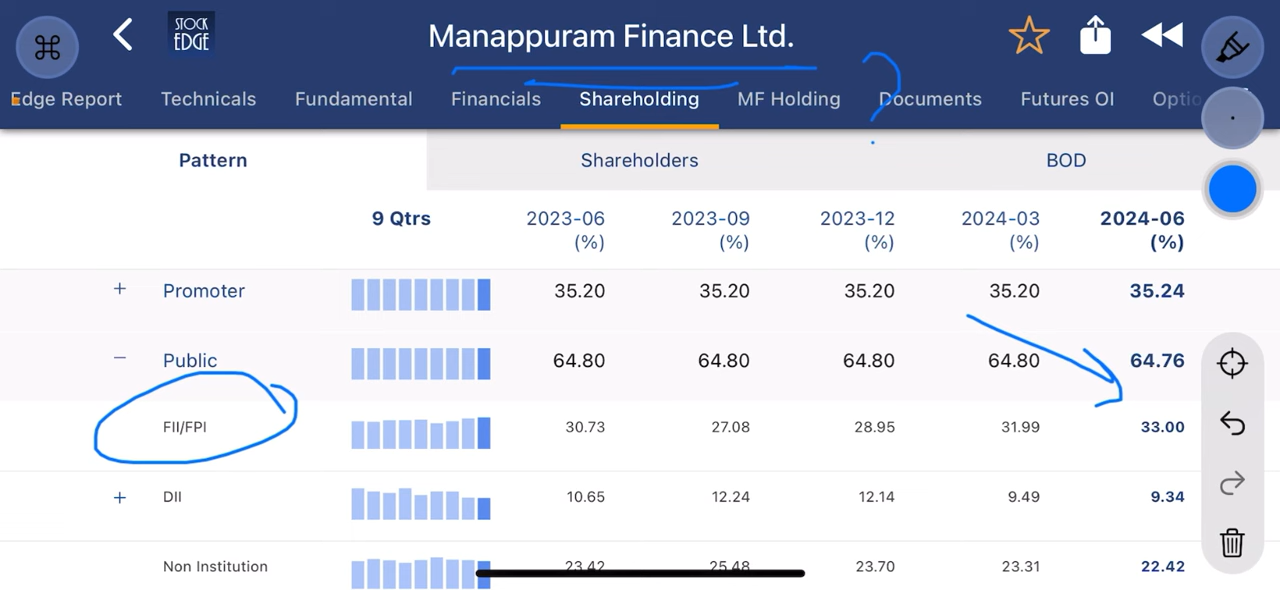 STOCK
EDGE
Manappuram Finance Ltd.
Edge Report Technicals Fundamental Financials Shareholding MF Holding Documents Futures OI Optio
Pattern Shareholders BOD
9 Qtrs 2023-06 (%) 2023-09 (%) 2023-12 (%) 2024-03 (%) 2024-06 (%)
+ Promoter 35.20 35.20 35.20 35.20 35.24
− Public 64.80 64.80 64.80 64.80 64.76
FII/FPI 30.73 27.08 28.95 31.99 33.00
+ DII 10.65 12.24 12.14 9.49 9.34
Non Institution 23.42 25.48 23.70 23.31 22.42
?